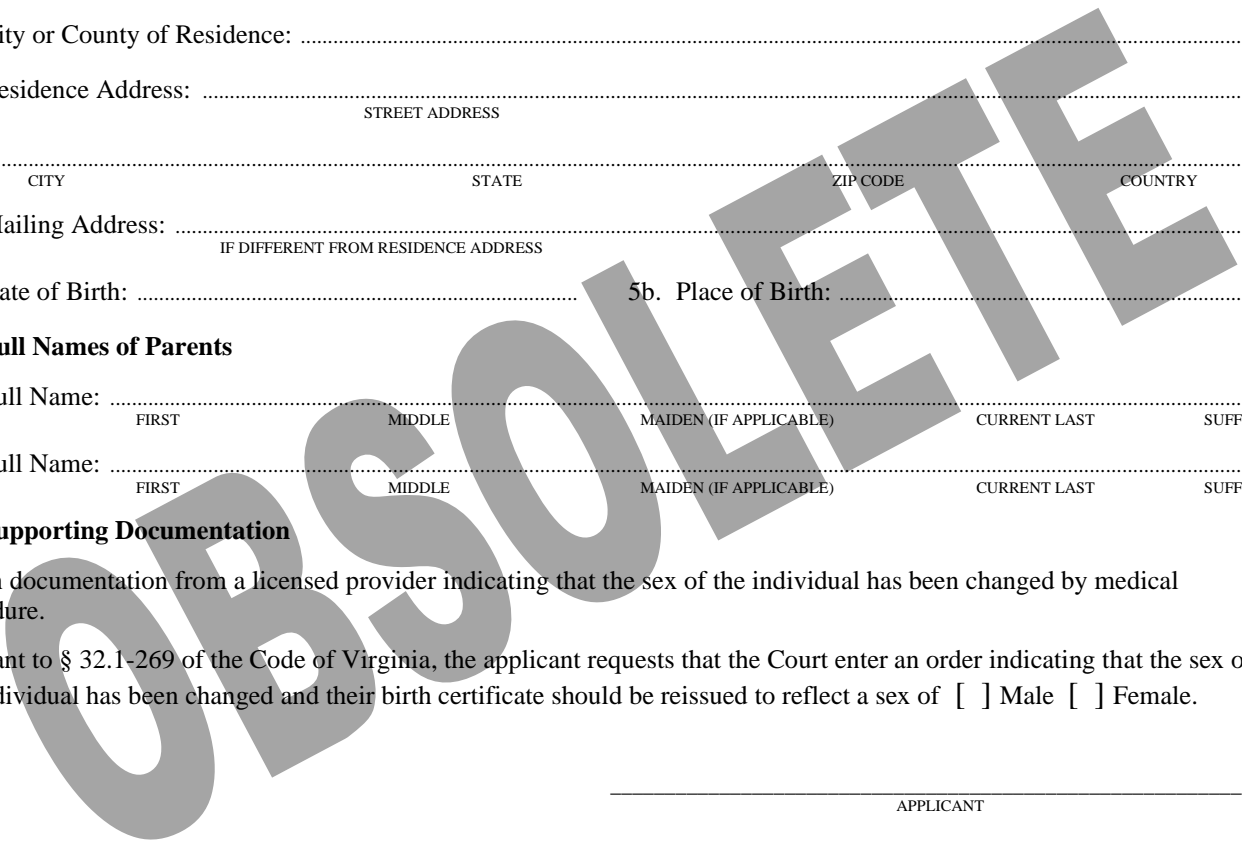 ity or County of Residence:
esidence Address:
STREET ADDRESS
CITY STATE ZIP CODE COUNTRY
ailing Address:
IF DIFFERENT FROM RESIDENCE ADDRESS
ate of Birth: 5b. Place of Birth:
ull Names of Parents
ull Name:
FIRST MIDDLE MAIDEN (IF APPLICABLE) CURRENT LAST SUFF
ull Name:
FIRST MIDDLE MAIDEN (IF APPLICABLE) CURRENT LAST SUFF
upporting Documentation
h documentation from a licensed provider indicating that the sex of the individual has been changed by medical
dure.
ant to § 32.1-269 of the Code of Virginia, the applicant requests that the Court enter an order indicating that the sex o
dividual has been changed and their birth certificate should be reissued to reflect a sex of [ ] Male [ ] Female.
APPLICANT
OBSOLETE